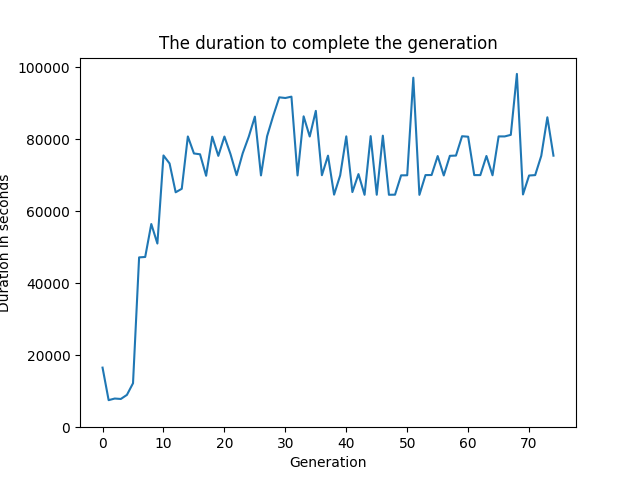 The duration to complete the generation
100000
80000
60000
40000
20000
0
Duration in seconds
0 10 20 30 40 50 60 70
Generation